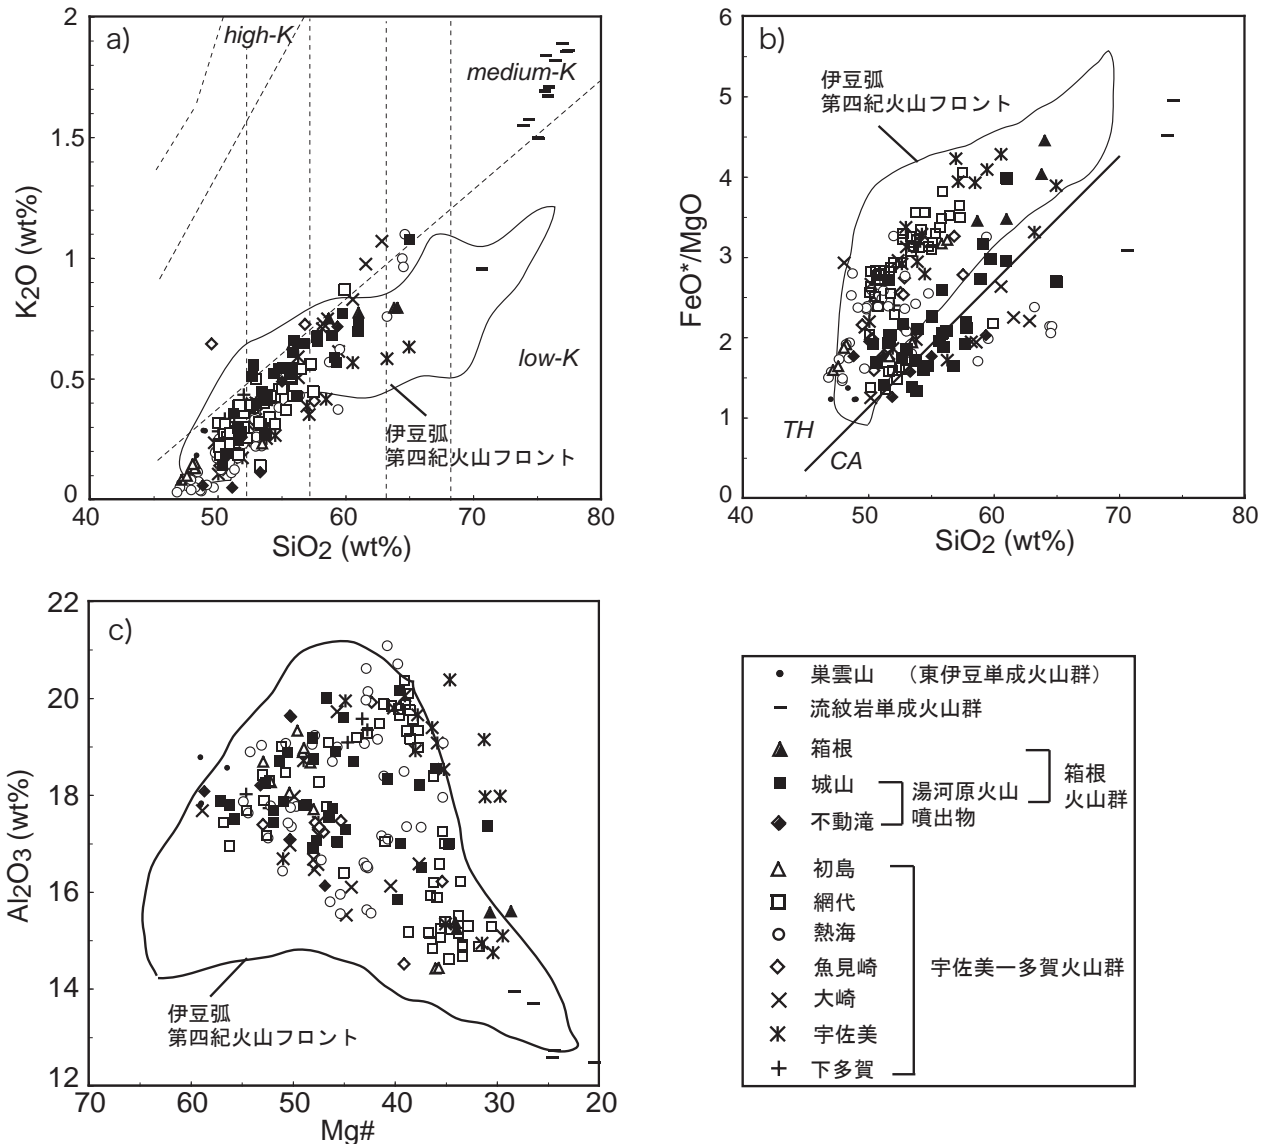 a)
high-K
medium-K
low-K
伊豆弧
第四紀火山フロント
2
1.5
1
0.5
0
K2O (wt%)
50
60
70
80
SiO2 (wt%)
b)
伊豆弧
第四紀火山フロント
TH
CA
6
5
4
3
2
1
0
FeO*/MgO
40
50
60
70
80
SiO2 (wt%)
c)
伊豆弧
第四紀火山フロント
22
20
18
16
14
12
Al2O3 (wt%)
70
60
50
40
30
20
Mg#
巣雲山 （東伊豆単成火山群）
流紋岩単成火山群
箱根
城山
不動滝
湯河原火山
噴出物
箱根
火山群
初島
網代
熱海
魚見崎
大崎
宇佐美
下多賀
宇佐美ー多賀火山群